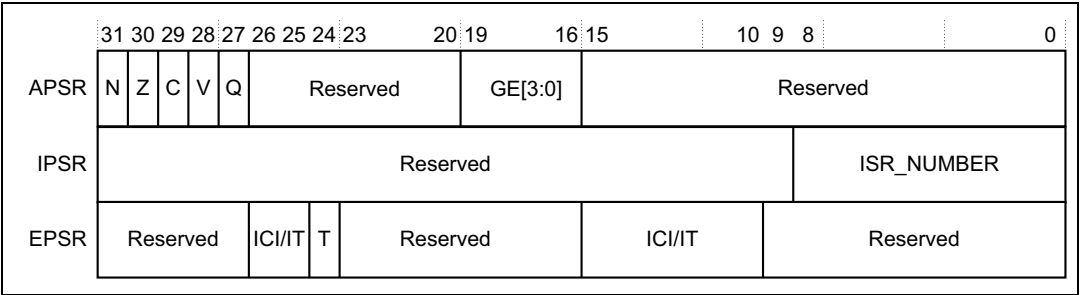 31 30 29 28 27 26 25 24 23 20 19 16 15 10 9 8 0
APSR N Z C V Q Reserved GE[3:0] Reserved
IPSR Reserved ISR_NUMBER
EPSR Reserved ICI/IT T Reserved ICI/IT Reserved